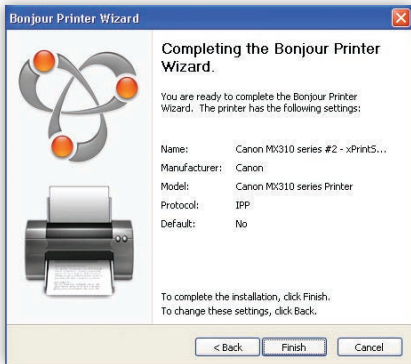 Bonjour Printer Wizard
Completing the Bonjour Printer
Wizard.
You are ready to complete the Bonjour Printer
Wizard. The printer has the following settings:
Name: Canon MX310 series #2 - xPrintS...
Manufacturer: Canon
Model: Canon MX310 series Printer
Protocol: IPP
Default: No
To complete the installation, click Finish.
To change these settings, click Back.
< Back Finish Cancel